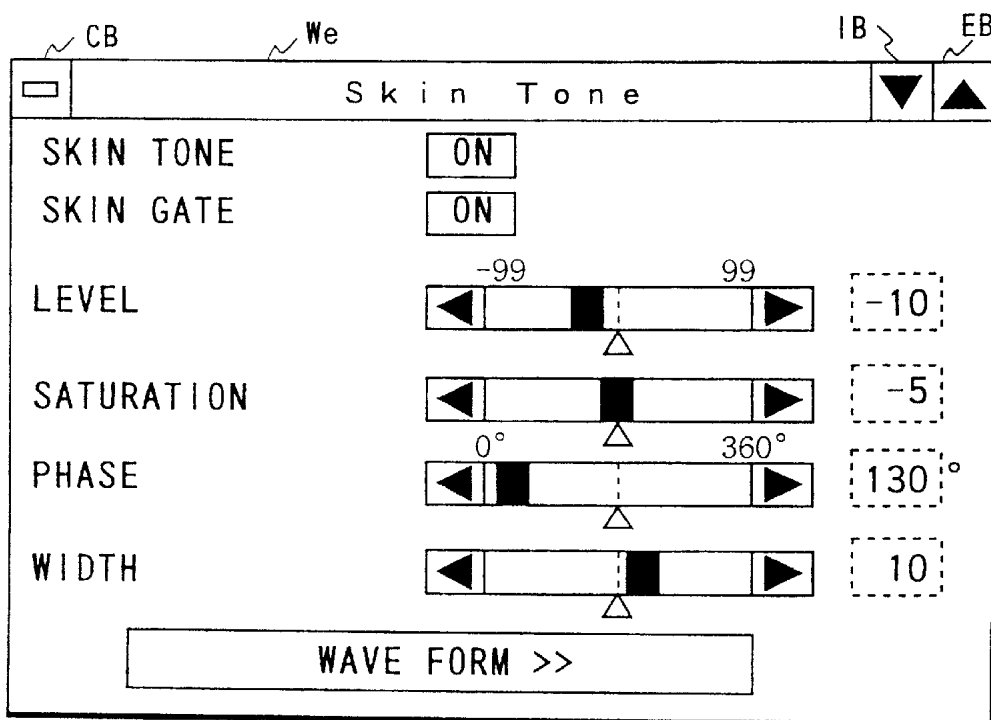 CB We IB EB
Skin Tone
SKIN TONE ON
SKIN GATE ON
-99 99
LEVEL -10
SATURATION -5
0° 360°
PHASE 130°
WIDTH 10
WAVE FORM >>